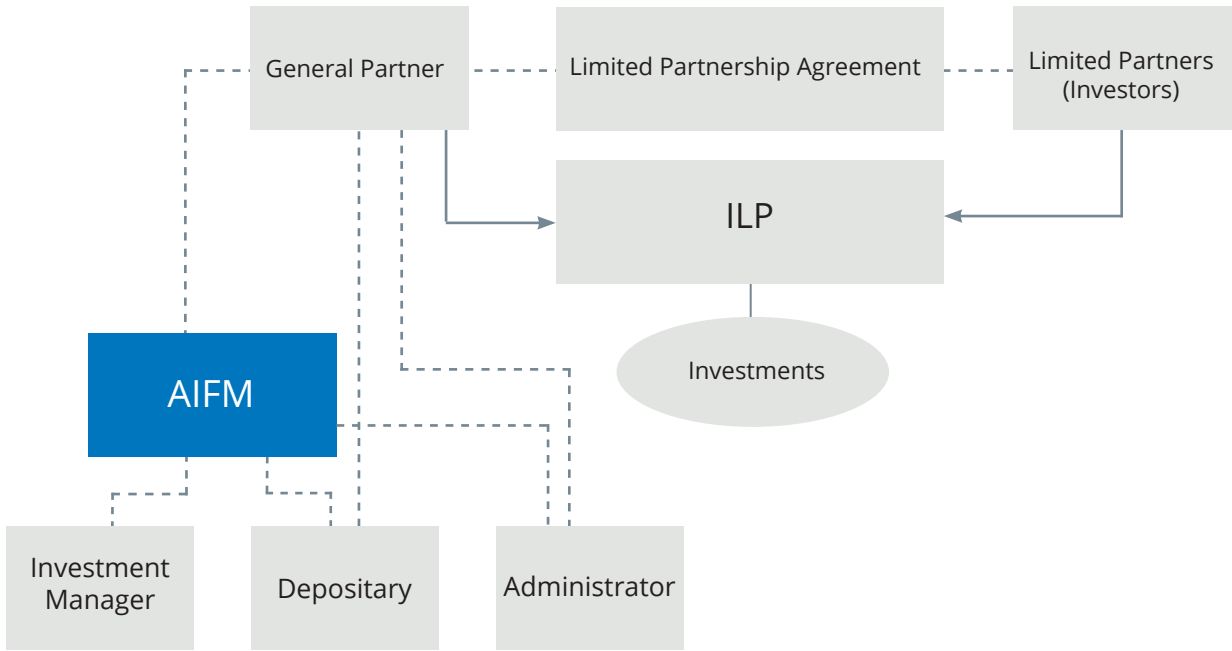 General Partner
Limited Partnership Agreement
Limited Partners
(Investors)
ILP
Investments
AIFM
Investment
Manager
Depositary
Administrator